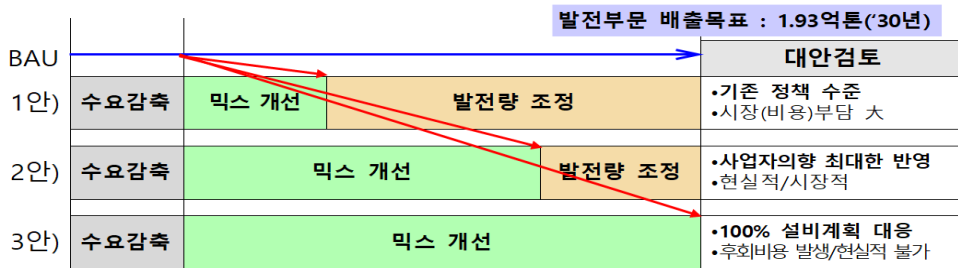 발전부문 배출목표 : 1.93억톤('30년)
BAU
대안검토
1안)
수요감축
믹스 개선
발전량 조정
•기존 정책 수준
•시장(비용)부담 大
2안)
수요감축
믹스 개선
발전량 조정
•사업자의향 최대한 반영
•현실적/시장적
3안)
수요감축
믹스 개선
•100% 설비계획 대응
•후회비용 발생/현실적 불가